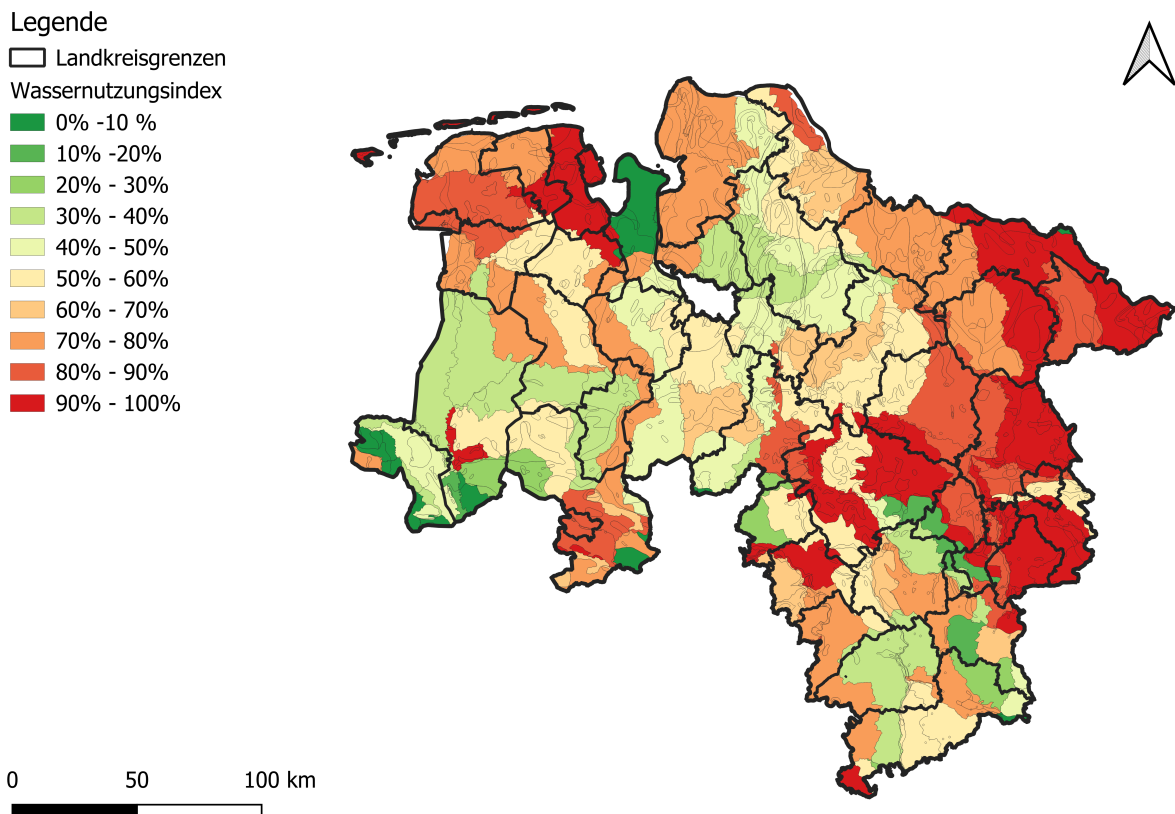 Legende
Landkreisgrenzen
Wassernutzungsindex
0% -10 %
10% -20%
20% - 30%
30% - 40%
40% - 50%
50% - 60%
60% - 70%
70% - 80%
80% - 90%
90% - 100%
0 50 100 km